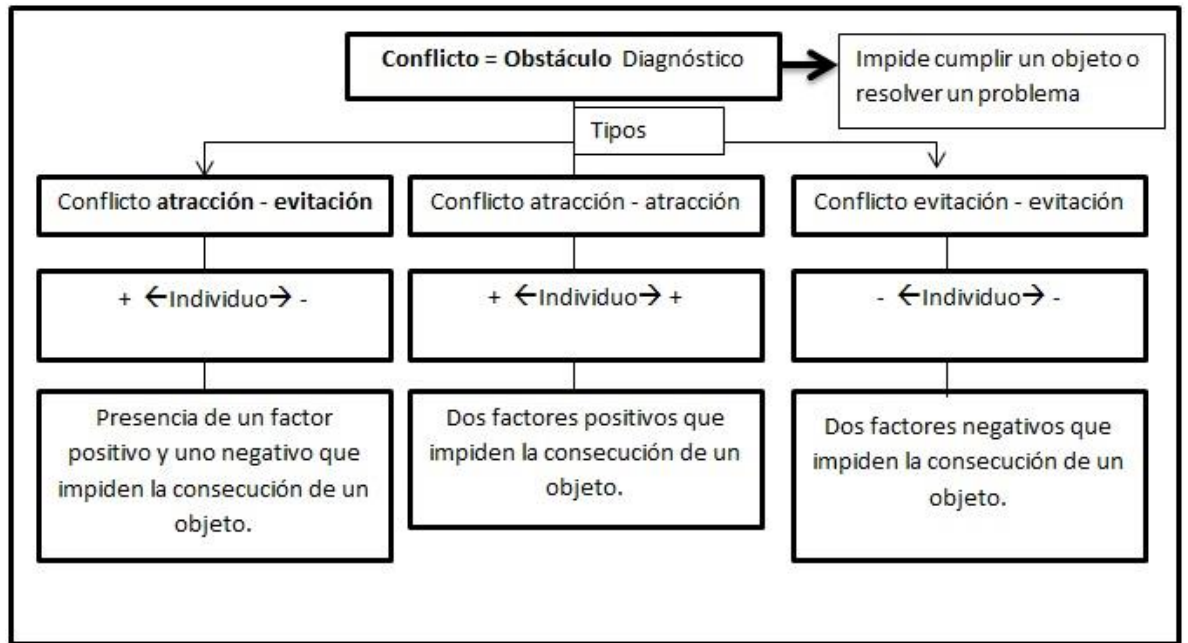 Conflicto = Obstáculo Diagnóstico
Impide cumplir un objeto o
resolver un problema
Tipos
Conflicto atracción - evitación
Conflicto atracción - atracción
Conflicto evitación - evitación
+ ←Individuo→ -
+ ←Individuo→ +
- ←Individuo→ -
Presencia de un factor
positivo y uno negativo que
impiden la consecución de un
objeto.
Dos factores positivos que
impiden la consecución de un
objeto.
Dos factores negativos que
impiden la consecución de un
objeto.